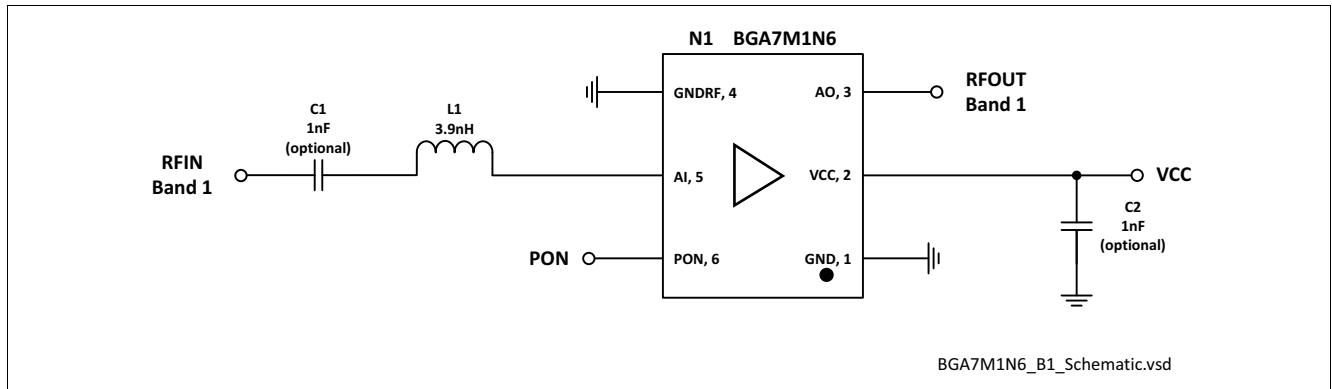 N1 BGA7M1N6
GNDRF, 4
AO, 3
RFOUT
Band 1
C1
1nF
(optional)
L1
3.9nH
RFIN
Band 1
AI, 5
VCC, 2
VCC
C2
1nF
(optional)
PON
PON, 6
GND, 1
BGA7M1N6_B1_Schematic.vsd